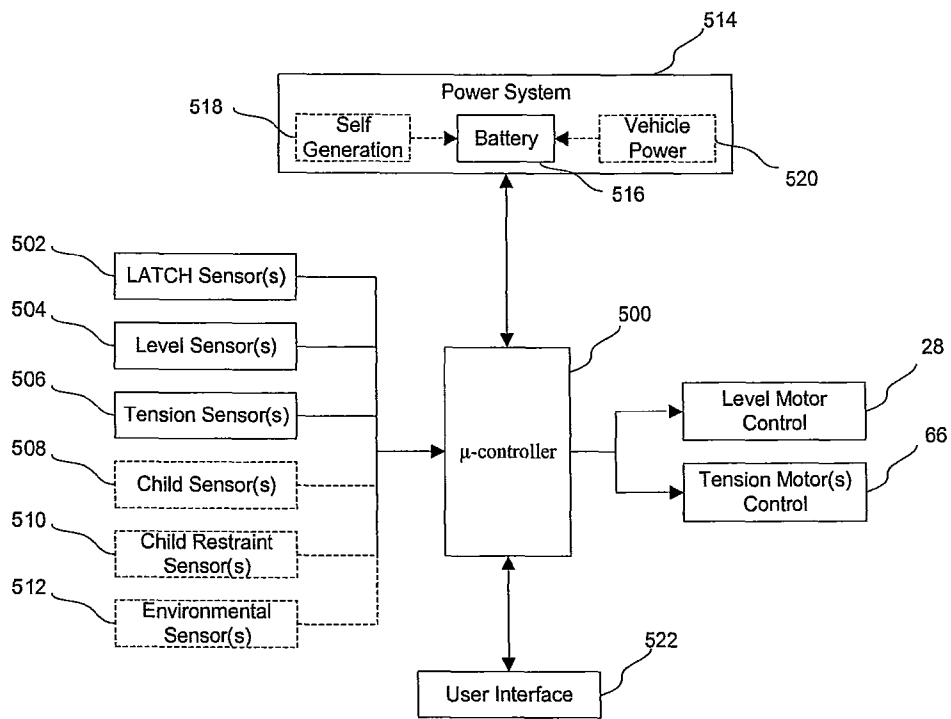 514
Power System
518
Self
Generation
Battery
Vehicle
Power
516
520
502
LATCH Sensor(s)
504
Level Sensor(s)
506
Tension Sensor(s)
508
Child Sensor(s)
510
Child Restraint
Sensor(s)
512
Environmental
Sensor(s)
500
μ-controller
28
Level Motor
Control
66
Tension Motor(s)
Control
522
User Interface